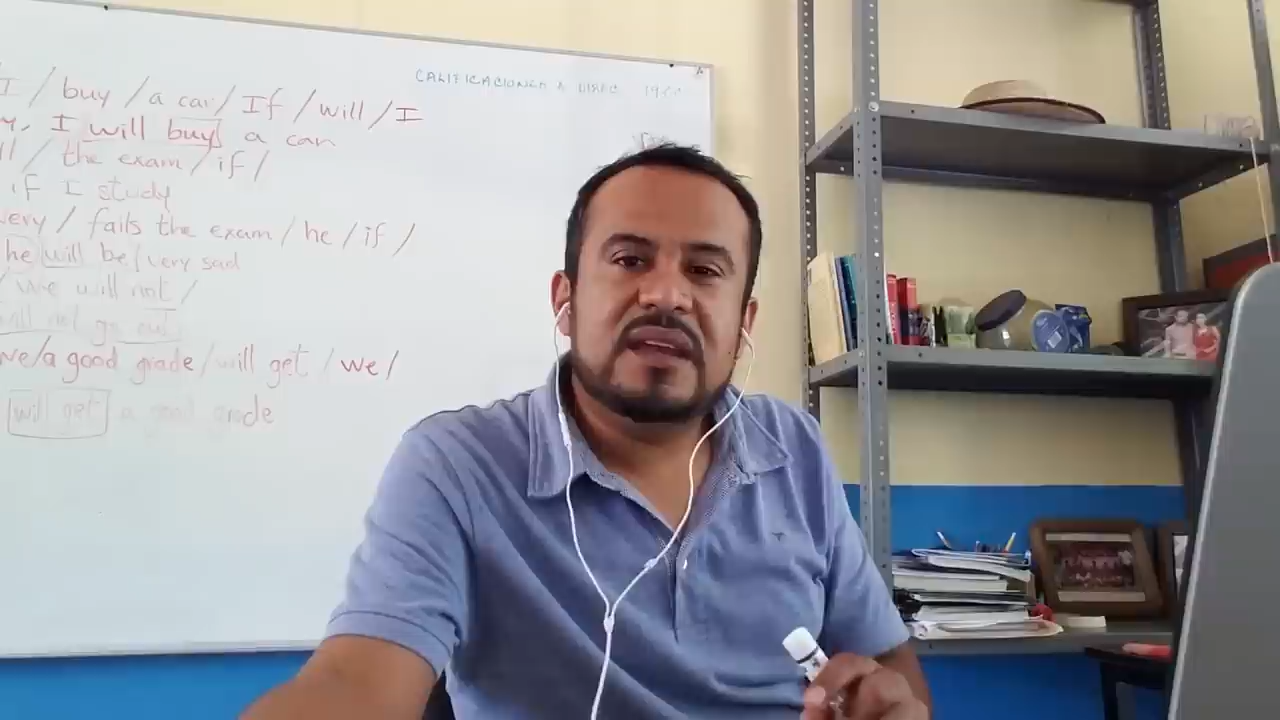 CALIFICACIONES A DIREC
I / buy / a car / If / will / I
I will buy a car
/ the exam / if /
if I study
very / fails the exam / he / if /
he will be very sad
/ we will not /
will not go out
we / a good grade / will get / we /
will get a good grade